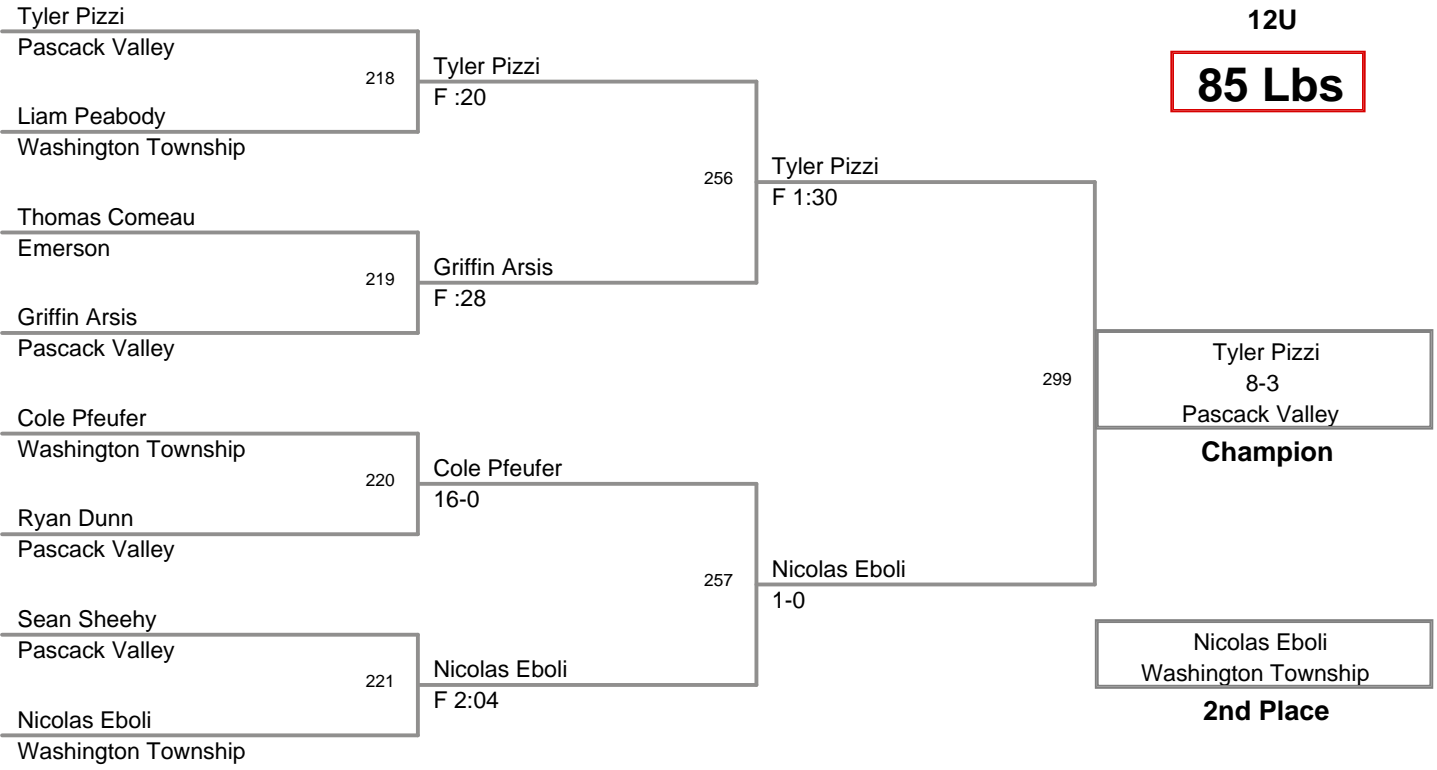 Tyler Pizzi
Pascack Valley
218
Liam Peabody
Washington Township
Thomas Comeau
Emerson
219
Griffin Arsis
Pascack Valley
Cole Pfeufer
Washington Township
220
Ryan Dunn
Pascack Valley
Sean Sheehy
Pascack Valley
221
Nicolas Eboli
Washington Township
Tyler Pizzi
F :20
256
Griffin Arsis
F :28
Cole Pfeufer
16-0
257
Nicolas Eboli
F 2:04
Tyler Pizzi
F 1:30
299
Nicolas Eboli
1-0
12U
85 Lbs
Tyler Pizzi
8-3
Pascack Valley
Champion
Nicolas Eboli
Washington Township
2nd Place